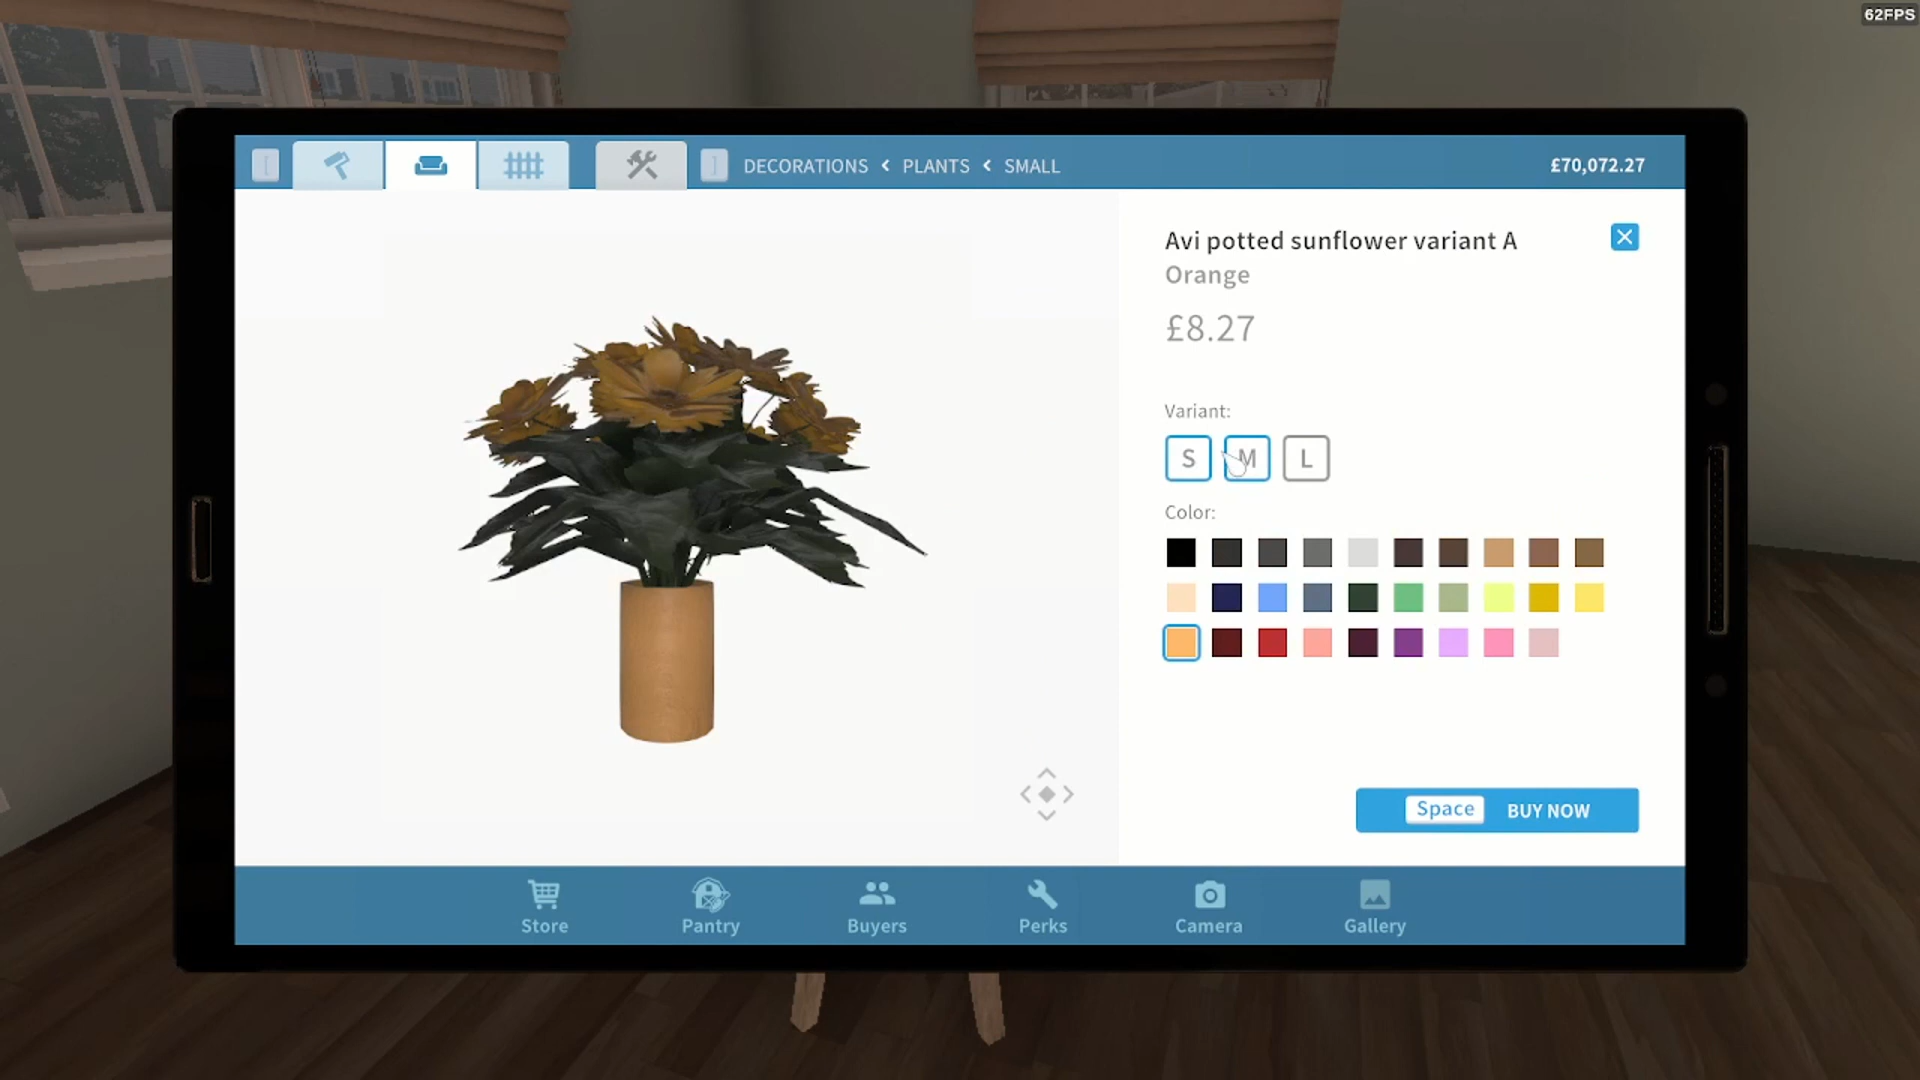 62FPS
DECORATIONS < PLANTS < SMALL
£70,072.27
Avi potted sunflower variant A
Orange
£8.27
Variant:
S M L
Color:
Space BUY NOW
Store Pantry Buyers Perks Camera Gallery